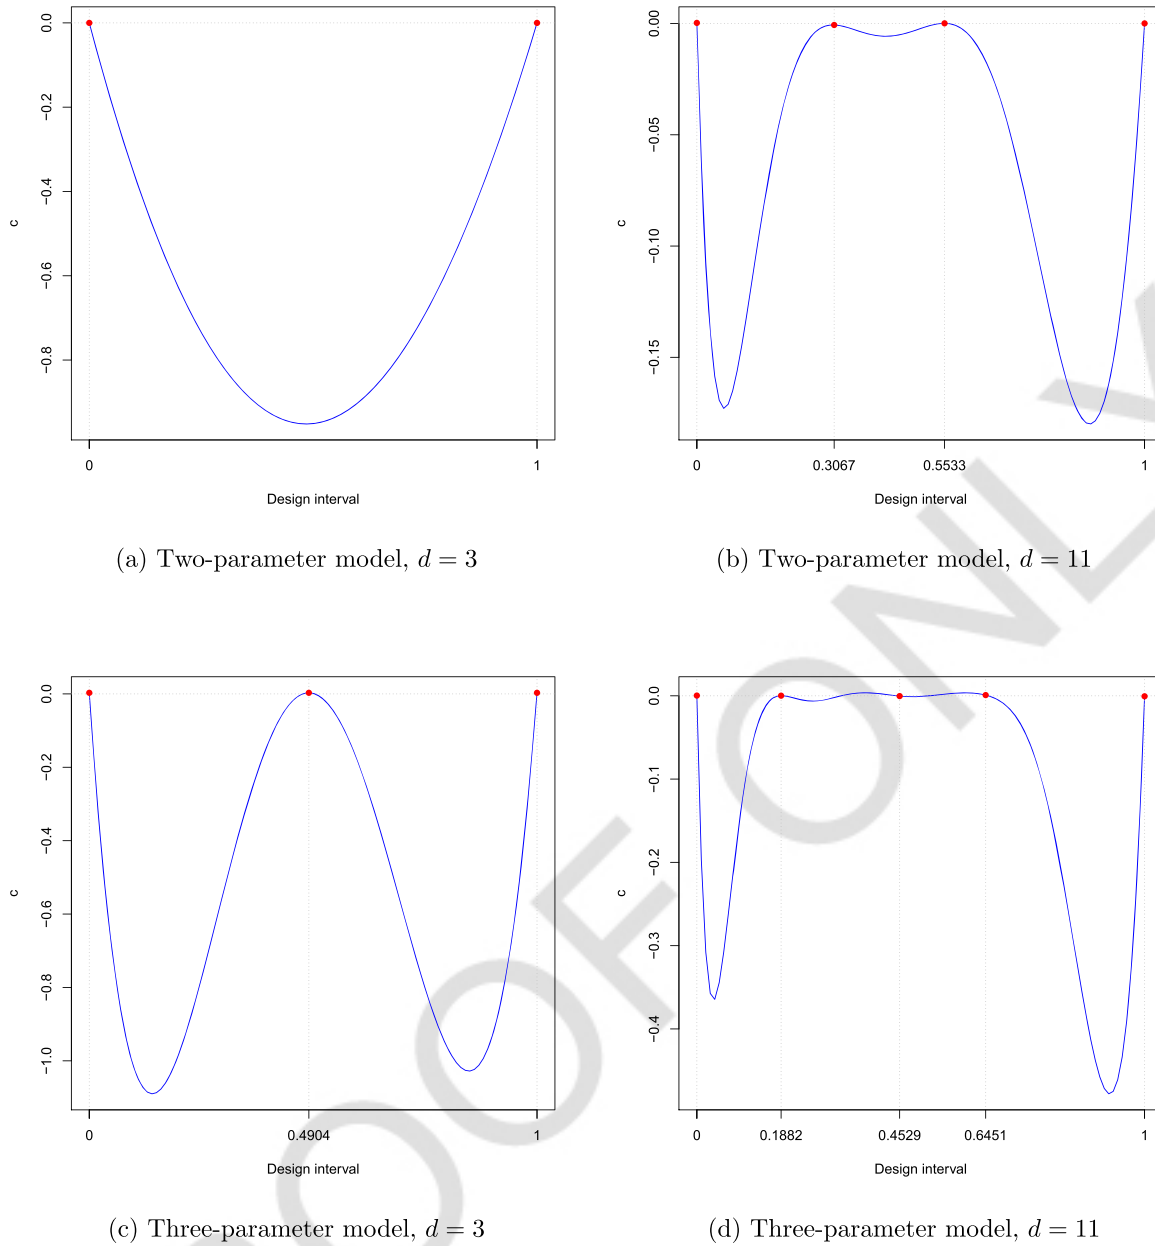 0.0
−0.2
−0.4
−0.6
−0.8
c
0 1
Design interval
(a) Two-parameter model, d = 3
0.00
−0.05
−0.10
−0.15
c
0 0.3067 0.5533 1
Design interval
(b) Two-parameter model, d = 11
0.0
−0.2
−0.4
−0.6
−0.8
−1.0
c
0 0.4904 1
Design interval
(c) Three-parameter model, d = 3
0.0
−0.1
−0.2
−0.3
−0.4
c
0 0.1882 0.4529 0.6451 1
Design interval
(d) Three-parameter model, d = 11
OOF ONLY